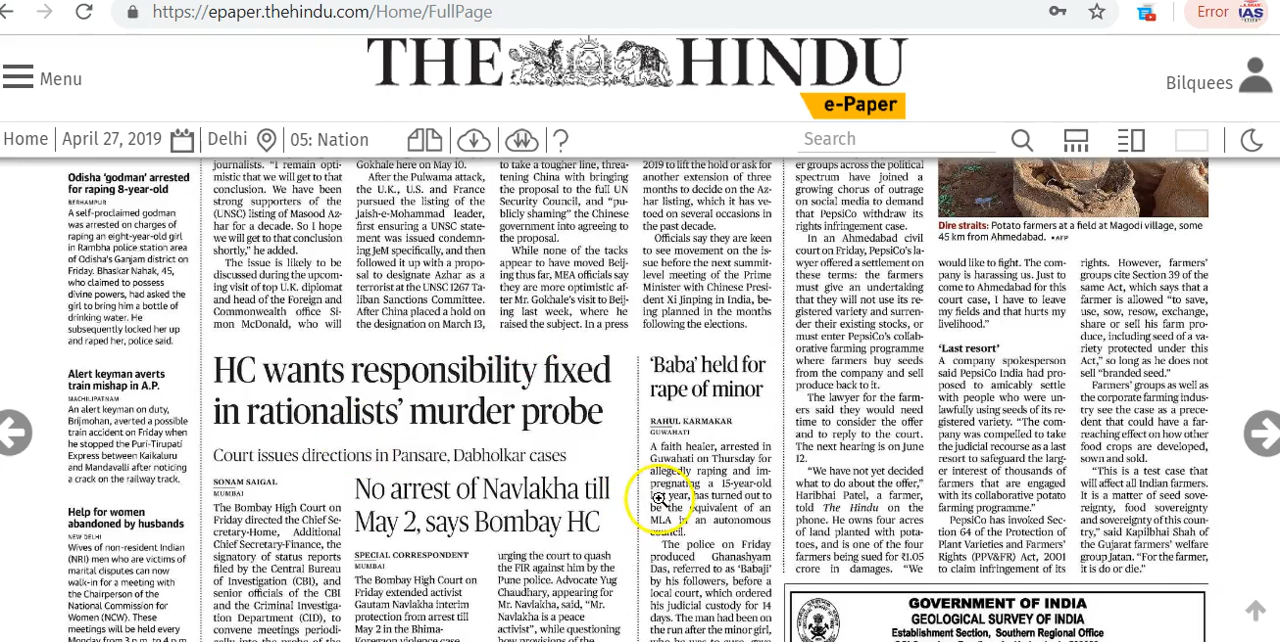 https://epaper.thehindu.com/Home/FullPage
Error
IAS
THE HINDU
e-Paper
Menu
Bilquees
Home
April 27, 2019
Delhi
05: Nation
Search
Odisha ‘godman’ arrested
for raping 8-year-old
BERHAMPUR
A self-proclaimed godman
was arrested on charges of
raping an eight-year-old girl
in Rambha police station area
of Odisha's Ganjam district on
Friday. Bhaskar Nahak, 45,
who claimed to possess
divine powers, had asked the
girl to bring him a bottle of
drinking water. He
subsequently locked her up
and raped her, police said.
Alert keyman averts
train mishap in A.P.
MACHILIPATNAM
An alert keyman on duty,
Brijmohan, averted a possible
train accident on Friday when
he stopped the Puri-Tirupati
Express between Kaikaluru
and Mandavalli after noticing
a crack on the railway track.
Help for women
abandoned by husbands
NEW DELHI
Wives of non-resident Indian
(NRI) men who are victims of
marital disputes can now
walk-in for a meeting with
the Chairperson of the
National Commission for
Women (NCW). These
meetings will be held every
Monday from 3 p.m. to 4 p.m.
journalists. “I remain opti-
mistic that we will get to that
conclusion. We have been
strong supporters of the
(UNSC) listing of Masood Az-
har for a decade. So I hope
we will get to that conclusion
shortly,” he added.
The issue is likely to be
discussed during the upcom-
ing visit of top U.K. diplomat
and head of the Foreign and
Commonwealth office Si-
mon McDonald, who will
Gokhale here on May 10.
After the Pulwama attack,
the U.K., U.S. and France
pursued the listing of the
Jaish-e-Mohammad leader,
first ensuring a UNSC state-
ment was issued condemn-
ing JeM specifically, and then
followed it up with a propo-
sal to designate Azhar as a
terrorist at the UNSC 1267 Ta-
liban Sanctions Committee.
After China placed a hold on
the designation on March 13,
to take a tougher line, threa-
tening China with bringing
the proposal to the full UN
Security Council, and “pu-
blicly shaming” the Chinese
government into agreeing to
the proposal.
While none of the tacks
appear to have moved Beij-
ing thus far, MEA officials say
they are more optimistic af-
ter Mr. Gokhale's visit to Beij-
ing last week, where he
raised the subject. In a press
2019 to lift the hold or ask for
another extension of three
months to decide on the Az-
har listing, which it has ve-
toed on several occasions in
the past decade.
Officials say they are keen
to see movement on the is-
sue before the next summit-
level meeting of the Prime
Minister with Chinese Presi-
dent Xi Jinping in India, be-
ing planned in the months
following the elections.
HC wants responsibility fixed
in rationalists’ murder probe
Court issues directions in Pansare, Dabholkar cases
SONAM SAIGAL
MUMBAI
The Bombay High Court on
Friday directed the Chief Se-
cretary-Home, Additional
Chief Secretary-Finance, the
signatory of status reports
filed by the Central Bureau
of Investigation (CBI), and
senior officials of the CBI
and the Criminal Investiga-
tion Department (CID), to
convene meetings periodi-
No arrest of Navlakha till
May 2, says Bombay HC
SPECIAL CORRESPONDENT
MUMBAI
The Bombay High Court on
Friday extended activist
Gautam Navlakha interim
protection from arrest till
May 2 in the Bhima-
urging the court to quash
the FIR against him by the
Pune police. Advocate Yug
Chaudhary, appearing for
Mr. Navlakha, said, “Mr.
Navlakha is a peace
activist”, while questioning
how provisions of the
‘Baba’ held for
rape of minor
RAHUL KARMAKAR
GUWAHATI
A faith healer, arrested in
Guwahati on Thursday for
allegedly raping and im-
pregnating a 15-year-old
year, has turned out to
be the equivalent of an
MLA in an autonomous
council.
The police on Friday
produced Ghanashyam
Das, referred to as ‘Babaji’
by his followers, before a
local court, which ordered
his judicial custody for 14
days. The man had been on
the run after the minor girl,
er groups across the political
spectrum have joined a
growing chorus of outrage
on social media to demand
that PepsiCo withdraw its
rights infringement case.
In an Ahmedabad civil
court on Friday, PepsiCo's la-
wyer offered a settlement on
these terms: the farmers
must give an undertaking
that they will not use its re-
gistered variety and surren-
der their existing stocks, or
must enter PepsiCo's collab-
orative farming programme
where farmers buy seeds
from the company and sell
produce back to it.
The lawyer for the farm-
ers said they would need
time to consider the offer
and to reply to the court.
The next hearing is on June
12.
“We have not yet decided
what to do about the offer,”
Haribhai Patel, a farmer,
told The Hindu on the
phone. He owns four acres
of land planted with pota-
toes, and is one of the four
farmers being sued for ₹1.05
crore in damages. “We
Dire straits: Potato farmers at a field at Magodi village, some
45 km from Ahmedabad. •AFP
would like to fight. The com-
pany is harassing us. Just to
come to Ahmedabad for this
court case, I have to leave
my fields and that hurts my
livelihood.”
‘Last resort’
A company spokesperson
said PepsiCo India had pro-
posed to amicably settle
with people who were un-
lawfully using seeds of its re-
gistered variety. “The com-
pany was compelled to take
the judicial recourse as a last
resort to safeguard the larg-
er interest of thousands of
farmers that are engaged
with its collaborative potato
farming programme.”
PepsiCo has invoked Sec-
tion 64 of the Protection of
Plant Varieties and Farmers'
Rights (PPV&FR) Act, 2001
to claim infringement of its
rights. However, farmers'
groups cite Section 39 of the
same Act, which says that a
farmer is allowed “to save,
use, sow, resow, exchange,
share or sell his farm pro-
duce, including seed of a va-
riety protected under this
Act,” so long as he does not
sell “branded seed.”
Farmers' groups as well as
the corporate farming indus-
try see the case as a prece-
dent that could have a far-
reaching effect on how other
food crops are developed,
sown and sold.
“This is a test case that
will affect all Indian farmers.
It is a matter of seed sove-
reignty, food sovereignty
and sovereignty of this coun-
try,” said Kapilbhai Shah of
the Gujarat farmers' welfare
group Jatan. “For the farmer,
it is do or die.”
GOVERNMENT OF INDIA
GEOLOGICAL SURVEY OF INDIA
Establishment Section, Southern Regional Office